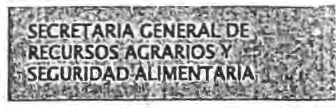 SECRETARIA GENERAL DE
RECURSOS AGRARIOS Y
SEGURIDAD ALIMENTARIA